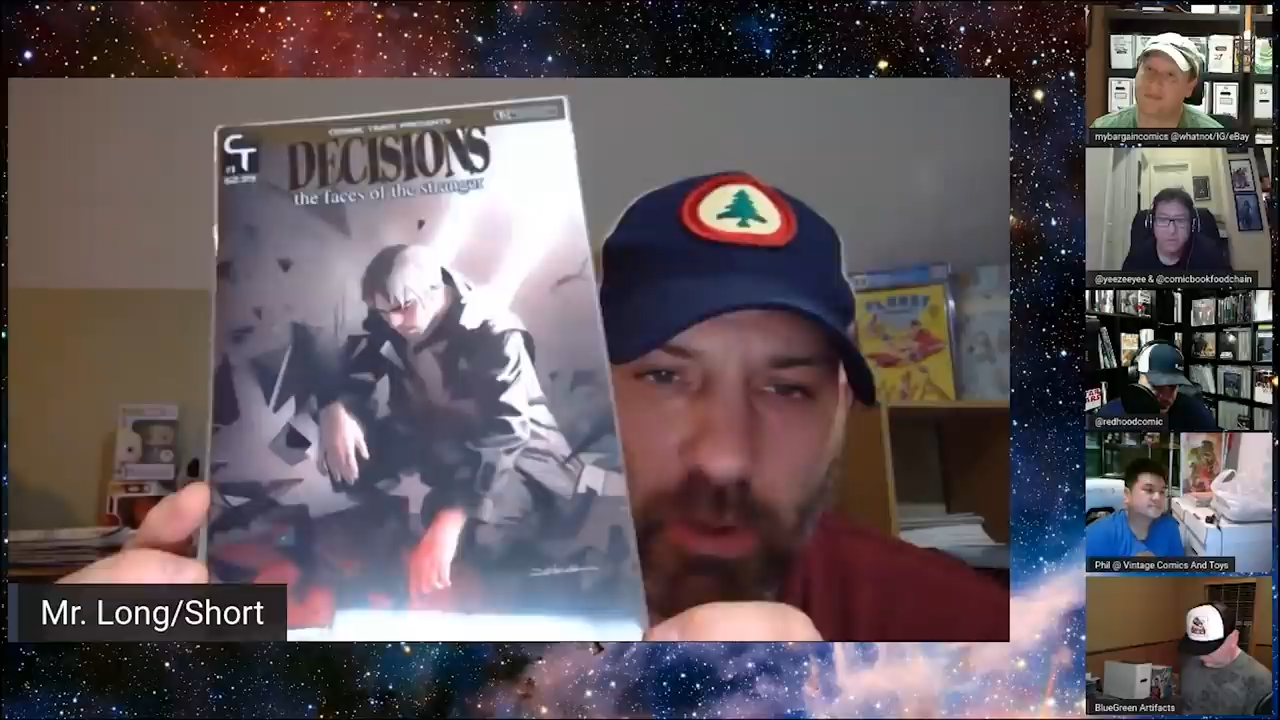 CT
#1
COSMIC TIMES PRESENTS
DECISIONS
the faces of the stranger
Mr. Long/Short
mybargaincomics @whatnot/IG/eBay
@yeezeeyee & @comicbookfoodchain
@redhoodcomic
Phil @ Vintage Comics And Toys
BlueGreen Artifacts